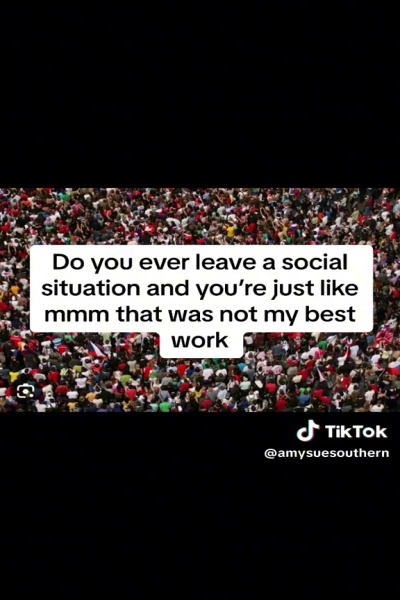 Do you ever leave a social
situation and you’re just like
mmm that was not my best
work
TikTok
@amysuesouthern